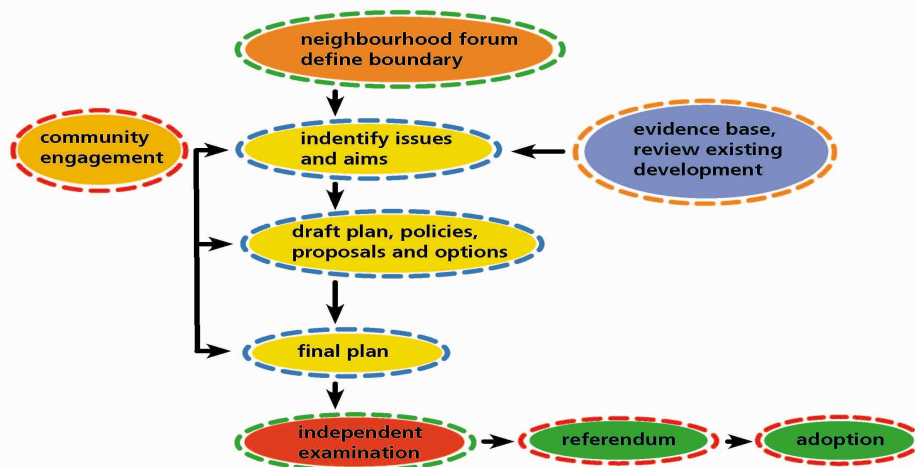 neighbourhood forum
define boundary
community
engagement
indentify issues
and aims
evidence base,
review existing
development
draft plan, policies,
proposals and options
final plan
independent
examination
referendum
adoption